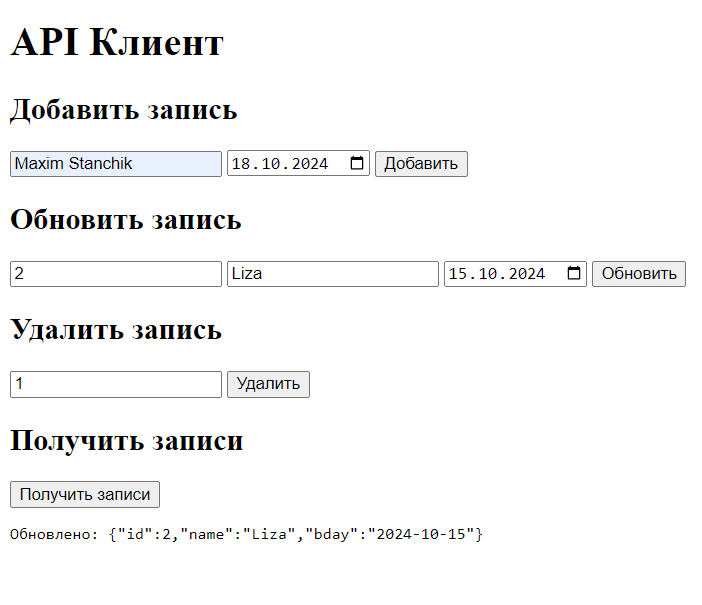 API Клиент
Добавить запись
Maxim Stanchik 18.10.2024 Добавить
Обновить запись
2 Liza 15.10.2024 Обновить
Удалить запись
1 Удалить
Получить записи
Получить записи
Обновлено: {"id":2,"name":"Liza","bday":"2024-10-15"}